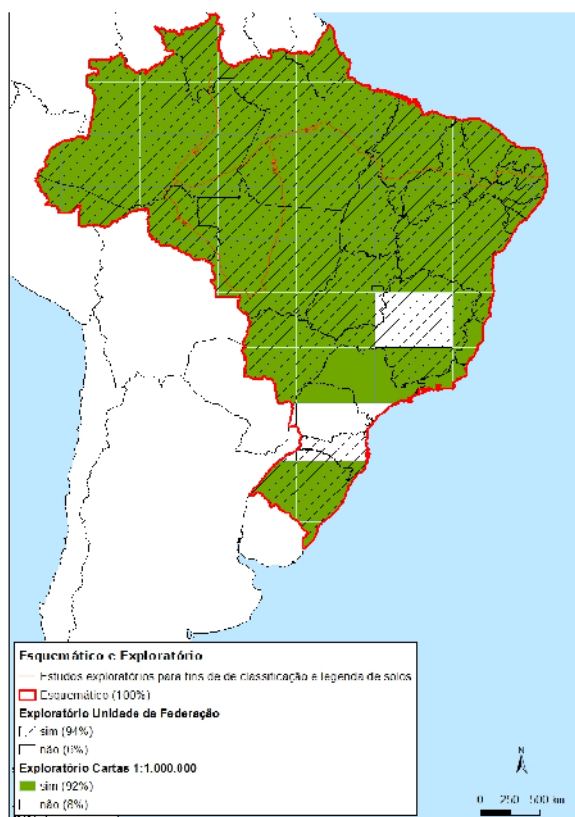 Esquemático e Exploratório
Estudos exploratórios para fins de de classificação e legenda de solos
Esquemático (100%)
Exploratório Unidade da Federação
sim (94%)
não (6%)
Exploratório Cartas 1:1.000.000
sim (92%)
não (8%)
N
0 250 500 km